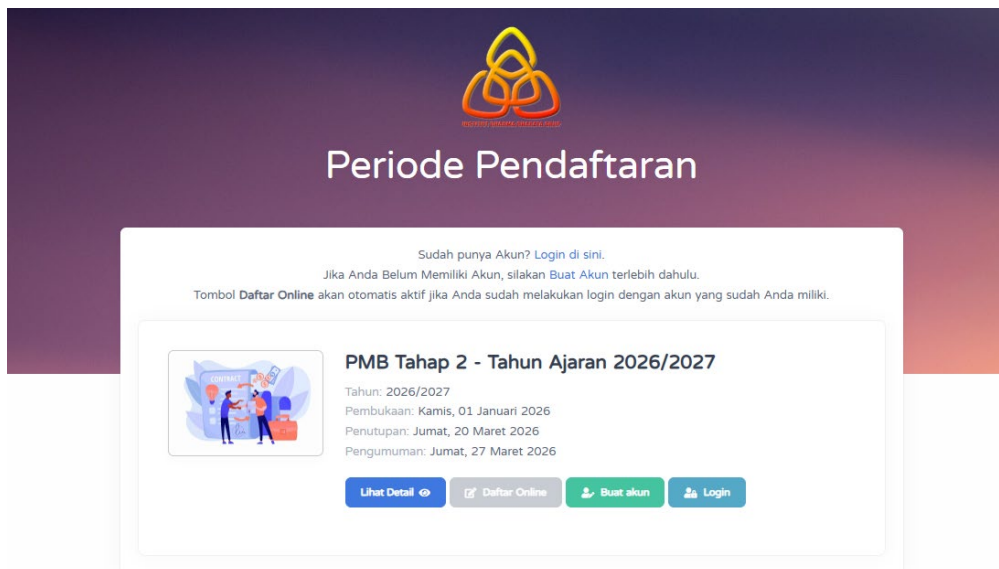 Periode Pendaftaran
Sudah punya Akun? Login di sini.
Jika Anda Belum Memiliki Akun, silakan Buat Akun terlebih dahulu.
Tombol Daftar Online akan otomatis aktif jika Anda sudah melakukan login dengan akun yang sudah Anda miliki.
CONTRACT
PMB Tahap 2 - Tahun Ajaran 2026/2027
Tahun: 2026/2027
Pembukaan: Kamis, 01 Januari 2026
Penutupan: Jumat, 20 Maret 2026
Pengumuman: Jumat, 27 Maret 2026
Lihat Detail
Daftar Online
Buat akun
Login